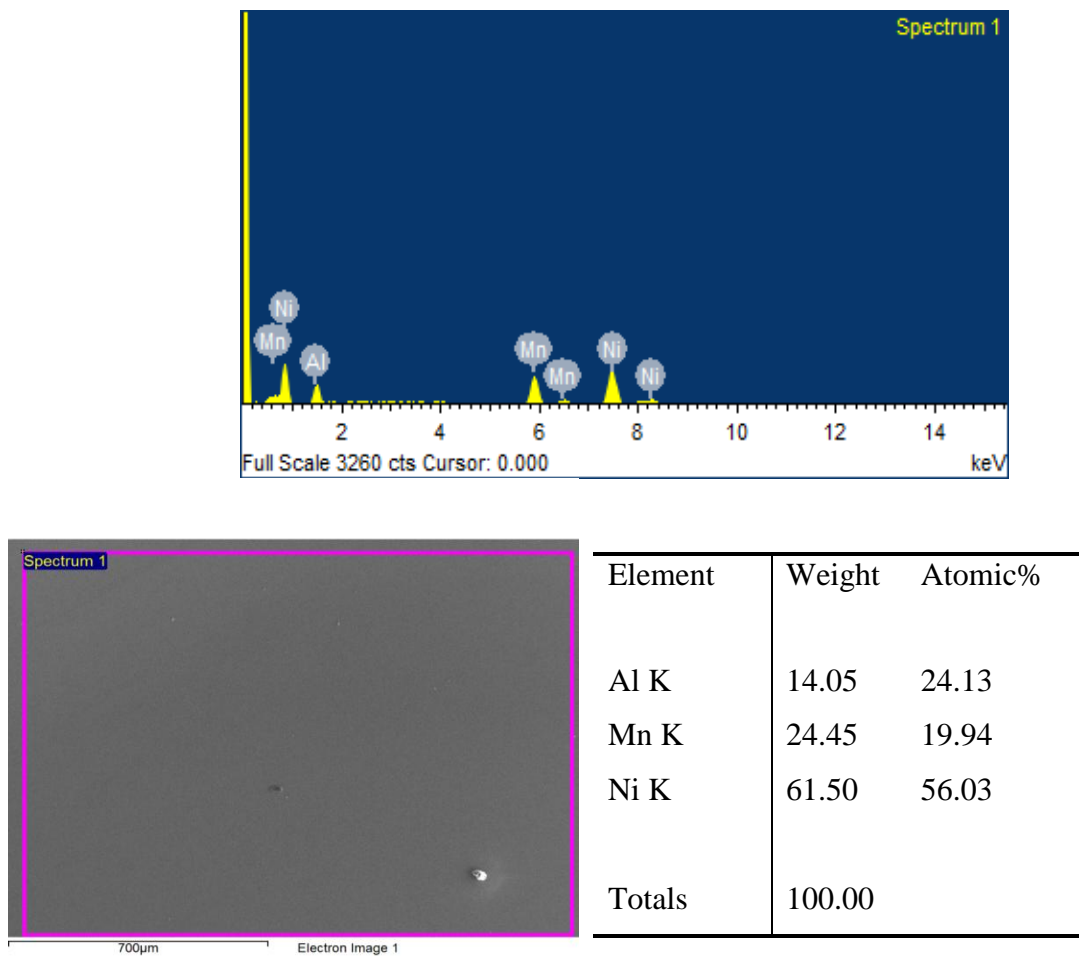 Spectrum 1
Ni
Mn
Al
Mn
Mn
Ni
Ni
2 4 6 8 10 12 14
Full Scale 3260 cts Cursor: 0.000 keV
Spectrum 1
700µm Electron Image 1
Element Weight Atomic%
Al K 14.05 24.13
Mn K 24.45 19.94
Ni K 61.50 56.03
Totals 100.00